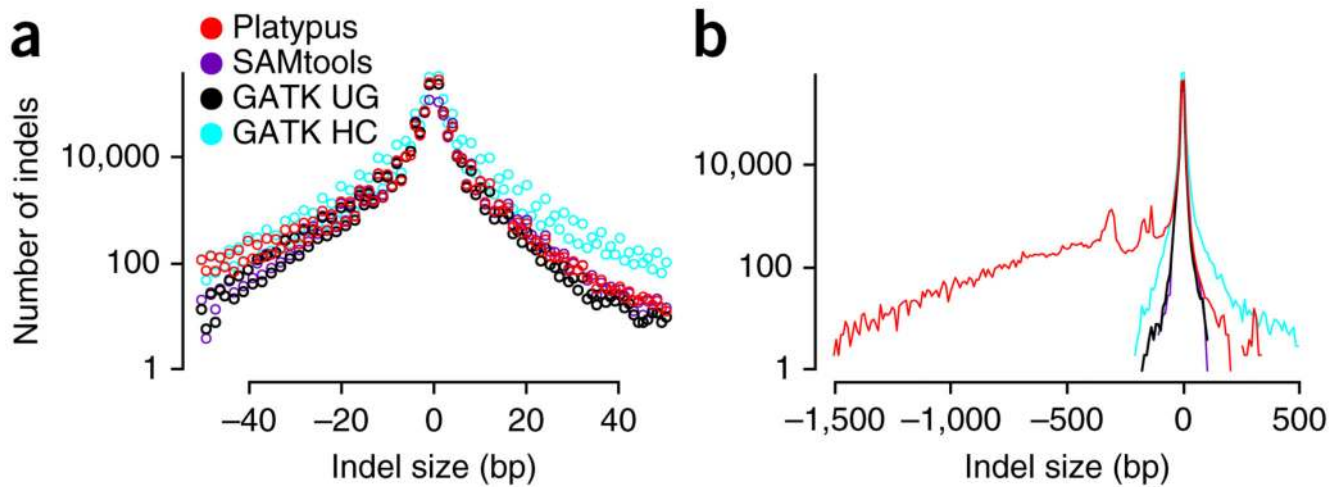 a
Platypus
SAMtools
GATK UG
GATK HC
Number of indels
10,000
100
1
−40 −20 0 20 40
Indel size (bp)
b
10,000
100
1
−1,500 −1,000 −500 0 500
Indel size (bp)